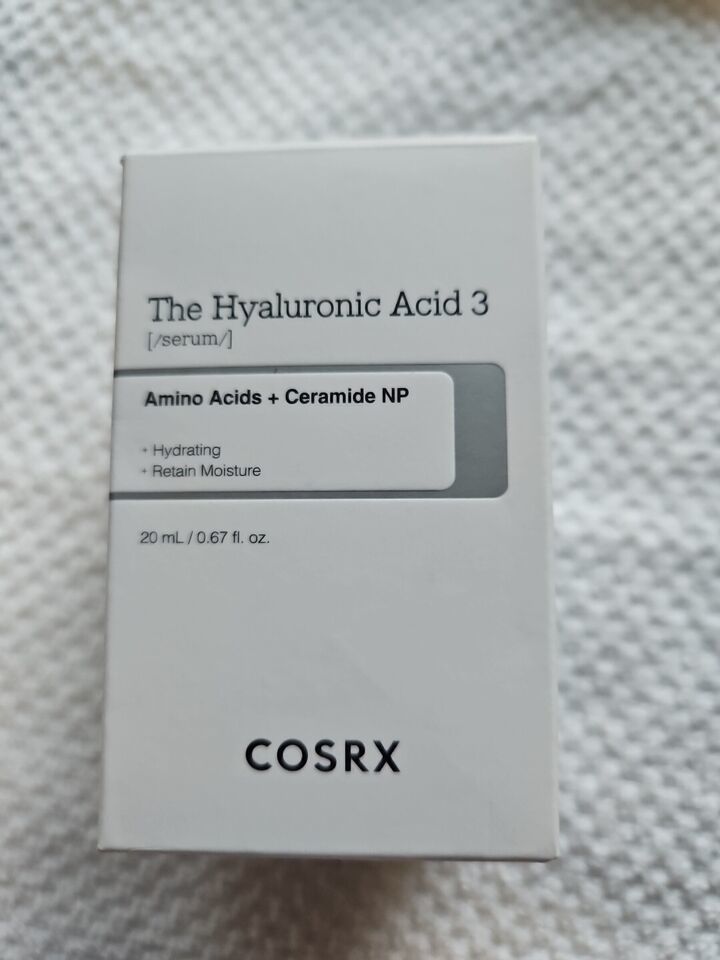 The Hyaluronic Acid 3
[/serum/]
Amino Acids + Ceramide NP
+ Hydrating
+ Retain Moisture
20 mL / 0.67 fl. oz.
COSRX